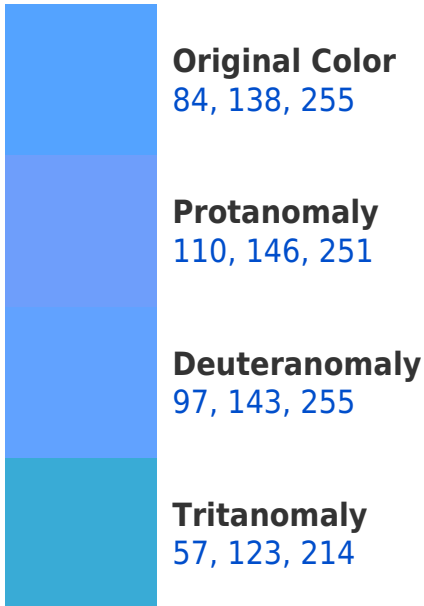 Original Color
84, 138, 255
Protanomaly
110, 146, 251
Deuteranomaly
97, 143, 255
Tritanomaly
57, 123, 214